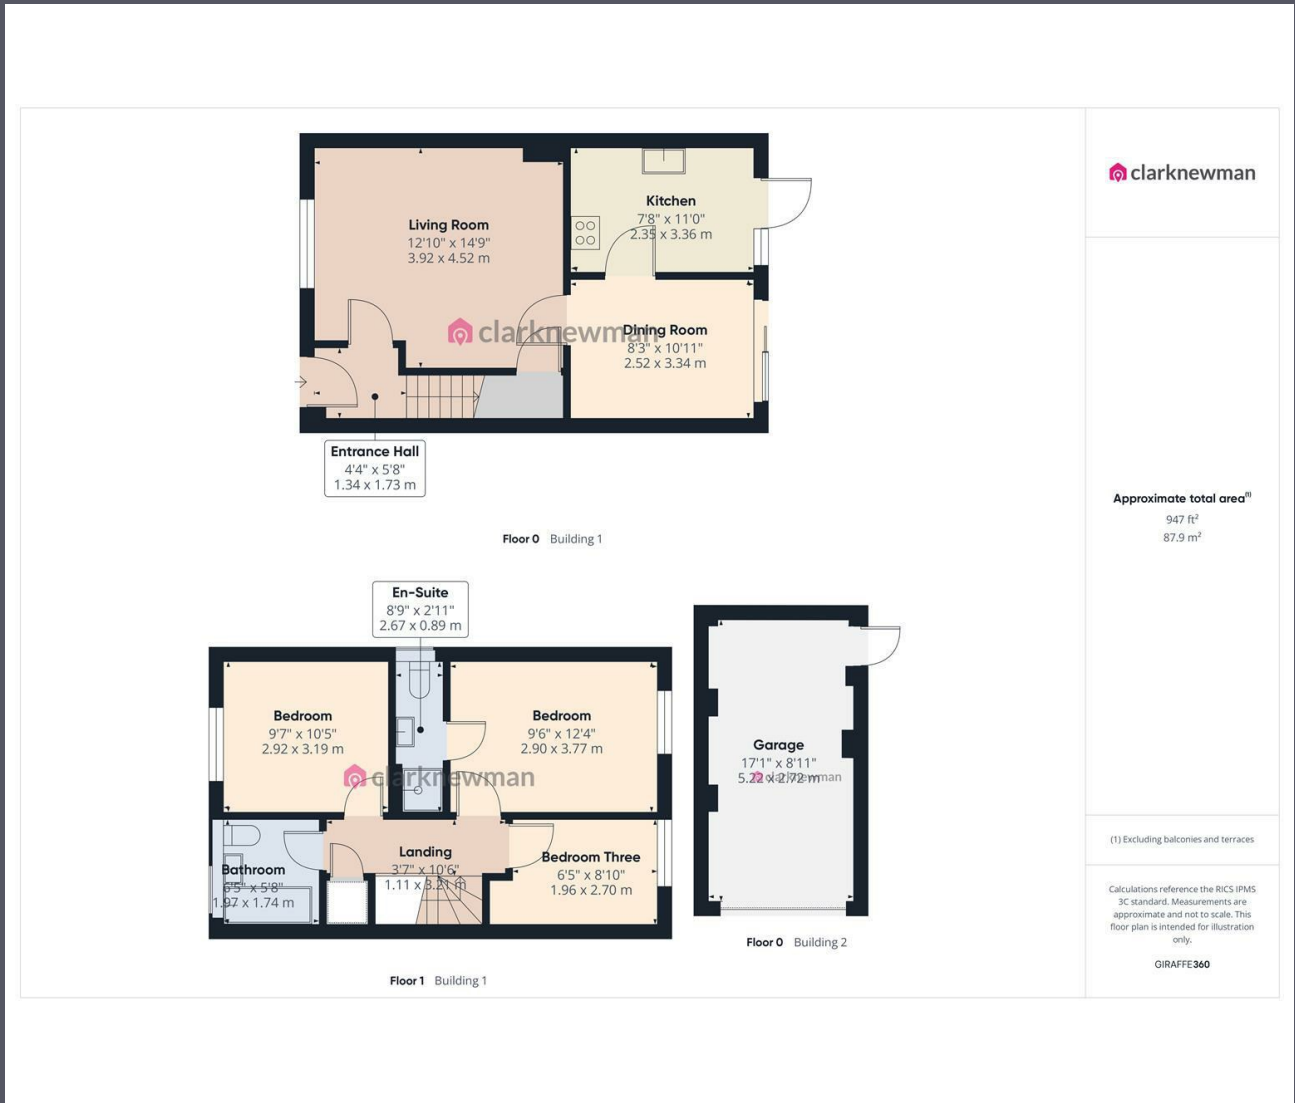 Living Room
12'10" x 14'9"
3.92 x 4.52 m
Kitchen
7'8" x 11'0"
2.35 x 3.36 m
clarknewman
Dining Room
8'3" x 10'11"
2.52 x 3.34 m
Entrance Hall
4'4" x 5'8"
1.34 x 1.73 m
Floor 0 Building 1
En-Suite
8'9" x 2'11"
2.67 x 0.89 m
Bedroom
9'7" x 10'5"
2.92 x 3.19 m
Bedroom
9'6" x 12'4"
2.90 x 3.77 m
clarknewman
Landing
3'7" x 10'6"
1.11 x 3.21 m
Bathroom
6'5" x 5'8"
1.97 x 1.74 m
Bedroom Three
6'5" x 8'10"
1.96 x 2.70 m
Floor 1 Building 1
Garage
17'1" x 8'11"
5.22 x 2.72 m
clarknewman
Floor 0 Building 2
clarknewman
Approximate total area(1)
947 ft²
87.9 m²
(1) Excluding balconies and terraces
Calculations reference the RICS IPMS
3C standard. Measurements are
approximate and not to scale. This
floor plan is intended for illustration
only.
GIRAFFE360